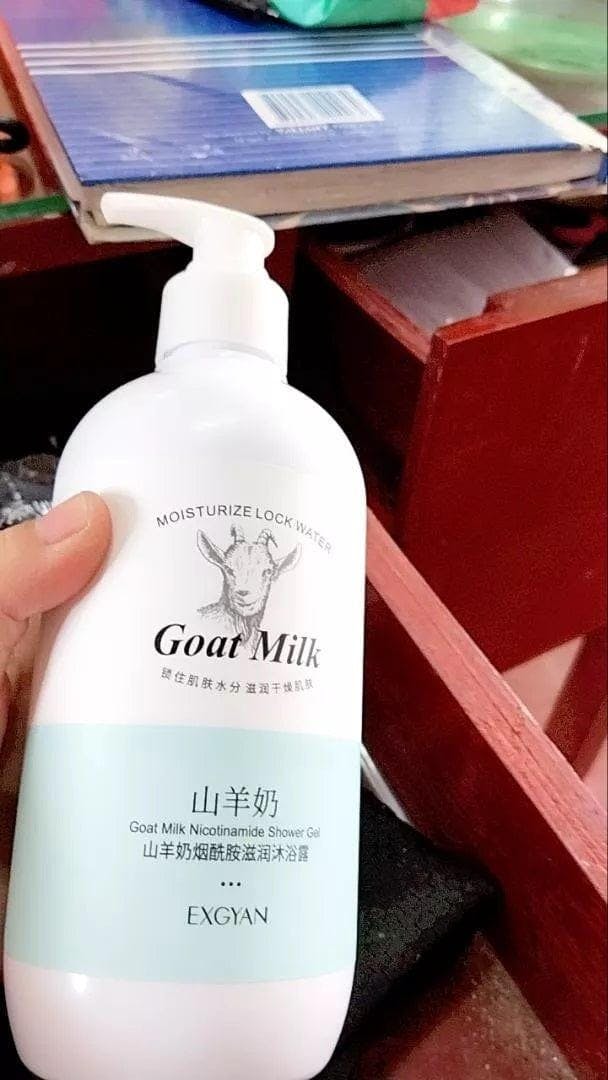 MOISTURIZE LOCK WATER
Goat Milk
锁住肌肤水分 滋润干燥肌肤
山羊奶
Goat Milk Nicotinamide Shower Gel
山羊奶烟酰胺滋润沐浴露
...
EXGYAN